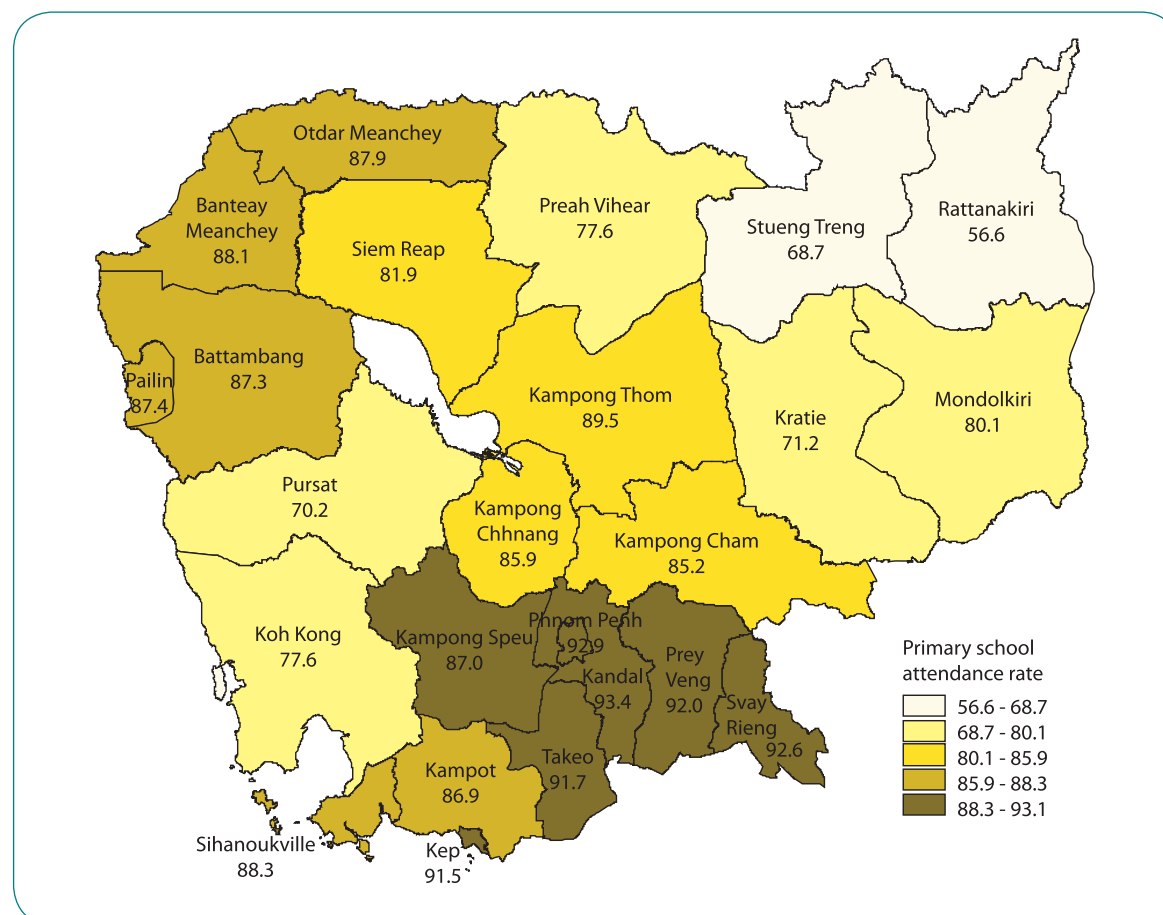 Otdar Meanchey
87.9
Banteay
Meanchey
88.1
Siem Reap
81.9
Preah Vihear
77.6
Stueng Treng
68.7
Rattanakiri
56.6
Battambang
87.3
Pailin
87.4
Kampong Thom
89.5
Kratie
71.2
Mondolkiri
80.1
Pursat
70.2
Kampong
Chhnang
85.9
Kampong Cham
85.2
Koh Kong
77.6
Kampong Speu
87.0
Phnom Penh
92.9
Kandal
93.4
Prey
Veng
92.0
Svay
Rieng
92.6
Takeo
91.7
Kampot
86.9
Sihanoukville
88.3
Kep
91.5
Primary school
attendance rate
56.6 - 68.7
68.7 - 80.1
80.1 - 85.9
85.9 - 88.3
88.3 - 93.1